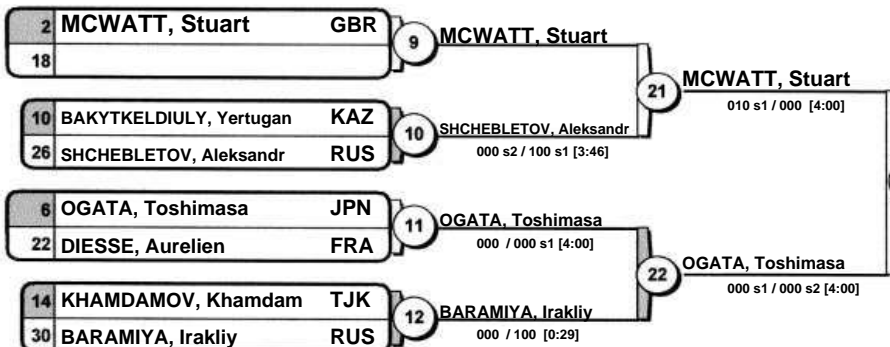 2 MCWATT, Stuart GBR
18
9
MCWATT, Stuart
10 BAKYTKELDIULY, Yertugan KAZ
26 SHCHEBLETOV, Aleksandr RUS
10
SHCHEBLETOV, Aleksandr
000 s2 / 100 s1 [3:46]
21
MCWATT, Stuart
010 s1 / 000 [4:00]
6 OGATA, Toshimasa JPN
22 DIESSE, Aurelien FRA
11
OGATA, Toshimasa
000 / 000 s1 [4:00]
14 KHAMDAMOV, Khamdam TJK
30 BARAMIYA, Irakliy RUS
12
BARAMIYA, Irakliy
000 / 100 [0:29]
22
OGATA, Toshimasa
000 s1 / 000 s2 [4:00]